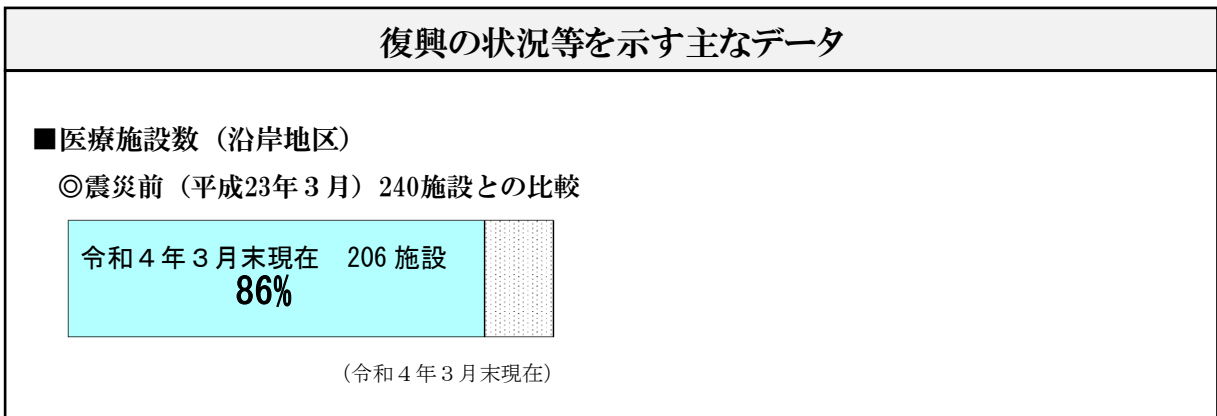 復興の状況等を示す主なデータ
■医療施設数（沿岸地区）
◎震災前（平成23年３月）240施設との比較
令和４年３月末現在　206 施設
86%
（令和４年３月末現在）